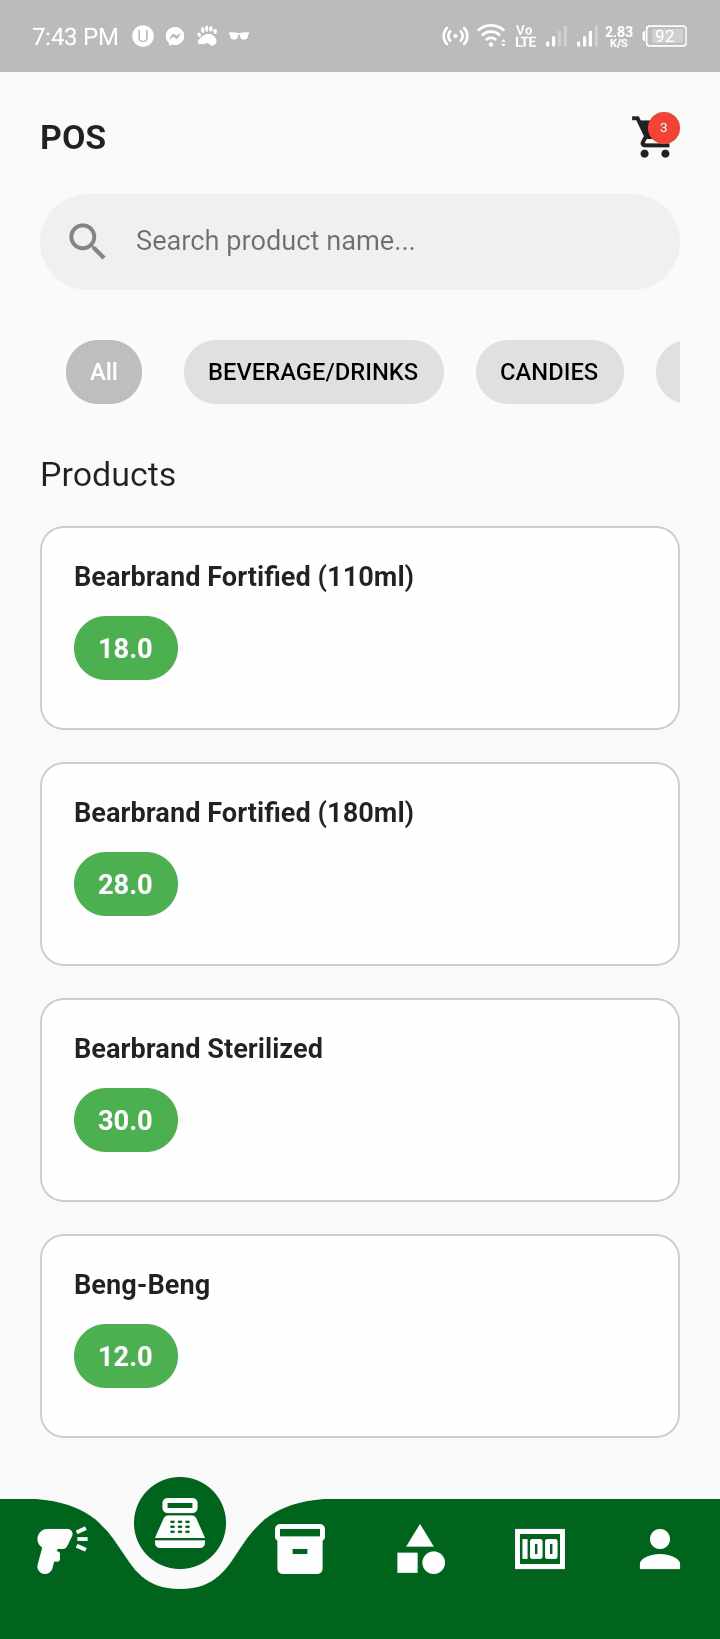 7:43 PM U Vo LTE 2.83 K/S 92
POS 3
Search product name...
All BEVERAGE/DRINKS CANDIES
Products
Bearbrand Fortified (110ml)
18.0
Bearbrand Fortified (180ml)
28.0
Bearbrand Sterilized
30.0
Beng-Beng
12.0
100